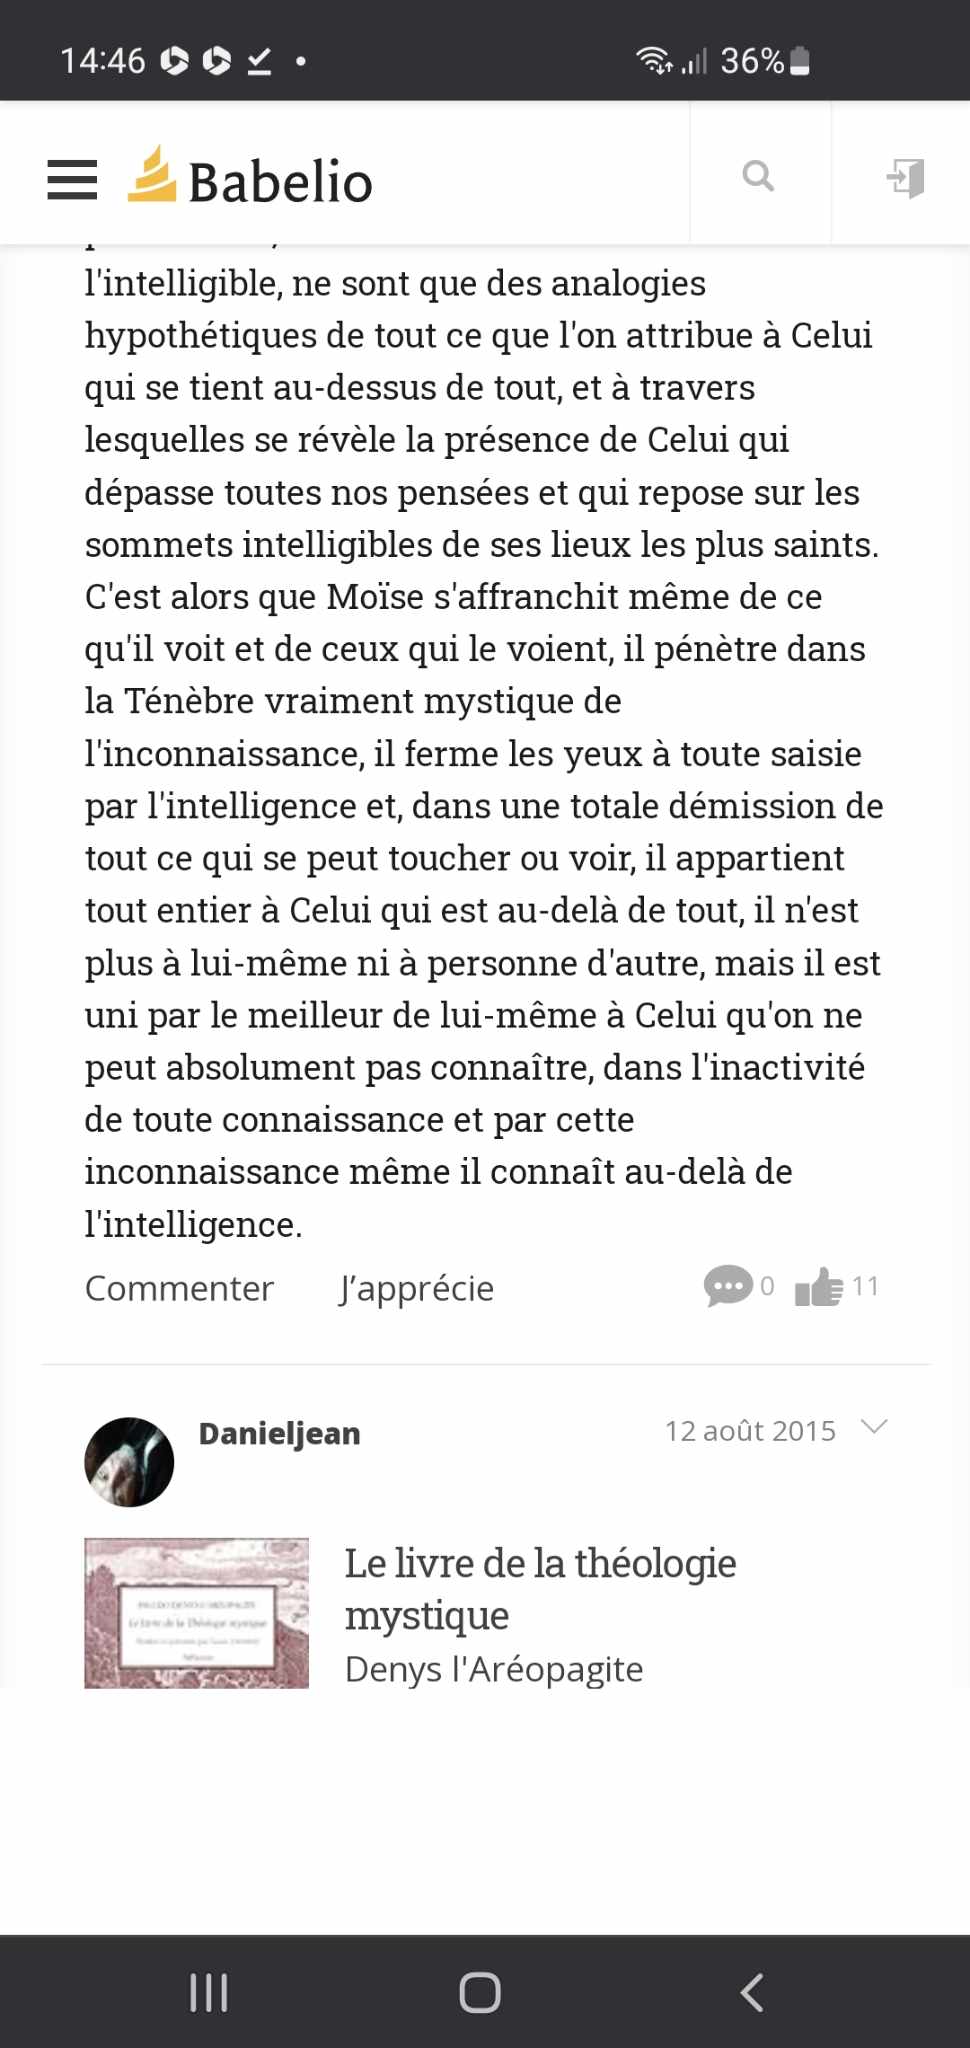 14:46
36%
Babelio
l'intelligible, ne sont que des analogies
hypothétiques de tout ce que l'on attribue à Celui
qui se tient au-dessus de tout, et à travers
lesquelles se révèle la présence de Celui qui
dépasse toutes nos pensées et qui repose sur les
sommets intelligibles de ses lieux les plus saints.
C'est alors que Moïse s'affranchit même de ce
qu'il voit et de ceux qui le voient, il pénètre dans
la Ténèbre vraiment mystique de
l'inconnaissance, il ferme les yeux à toute saisie
par l'intelligence et, dans une totale démission de
tout ce qui se peut toucher ou voir, il appartient
tout entier à Celui qui est au-delà de tout, il n'est
plus à lui-même ni à personne d'autre, mais il est
uni par le meilleur de lui-même à Celui qu'on ne
peut absolument pas connaître, dans l'inactivité
de toute connaissance et par cette
inconnaissance même il connaît au-delà de
l'intelligence.
Commenter J’apprécie 0 11
Danieljean 12 août 2015
Le livre de la théologie
mystique
Denys l'Aréopagite